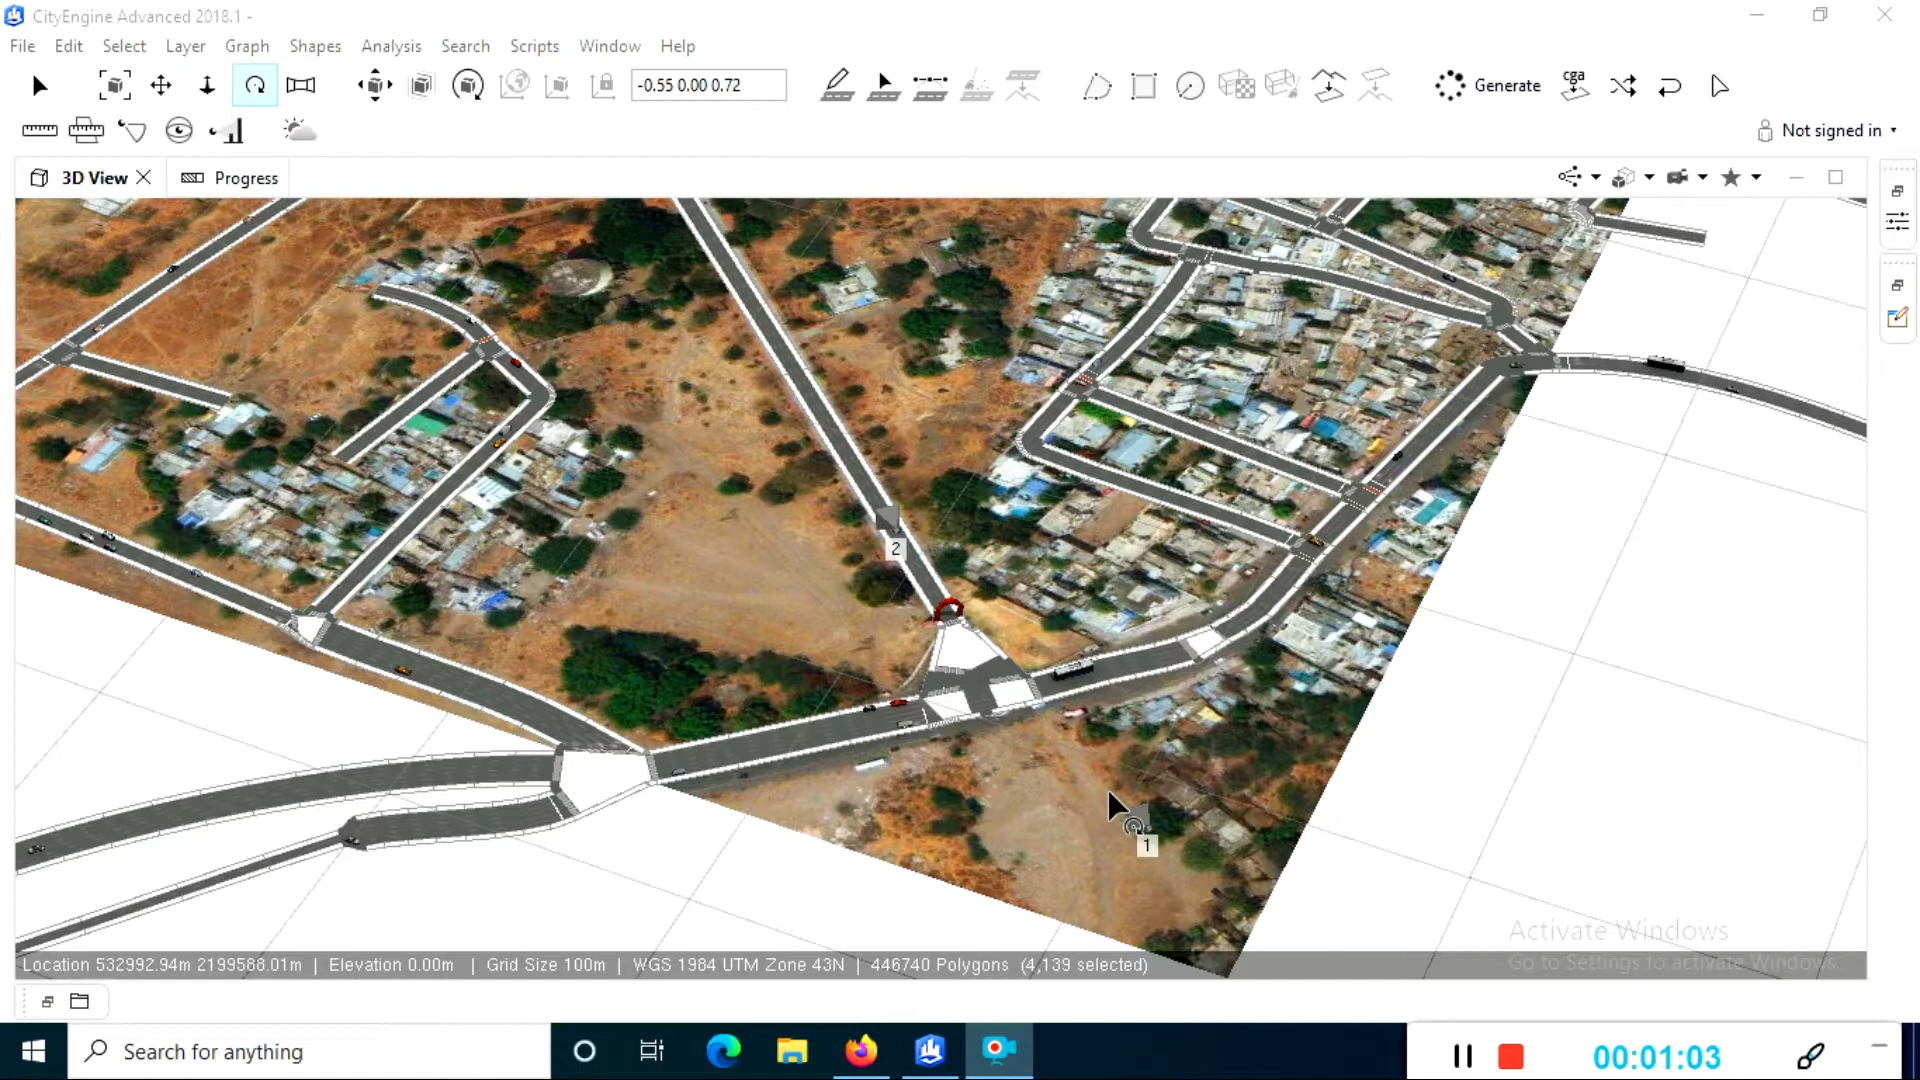 CityEngine Advanced 2018.1 -
File Edit Select Layer Graph Shapes Analysis Search Scripts Window Help
-0.55 0.00 0.72
Generate
cga
Not signed in
3D View
Progress
2
1
Activate Windows
Go to Settings to activate Windows.
Location 532992.94m 2199588.01m | Elevation 0.00m | Grid Size 100m | WGS 1984 UTM Zone 43N | 446740 Polygons (4,139 selected)
Search for anything
00:01:03